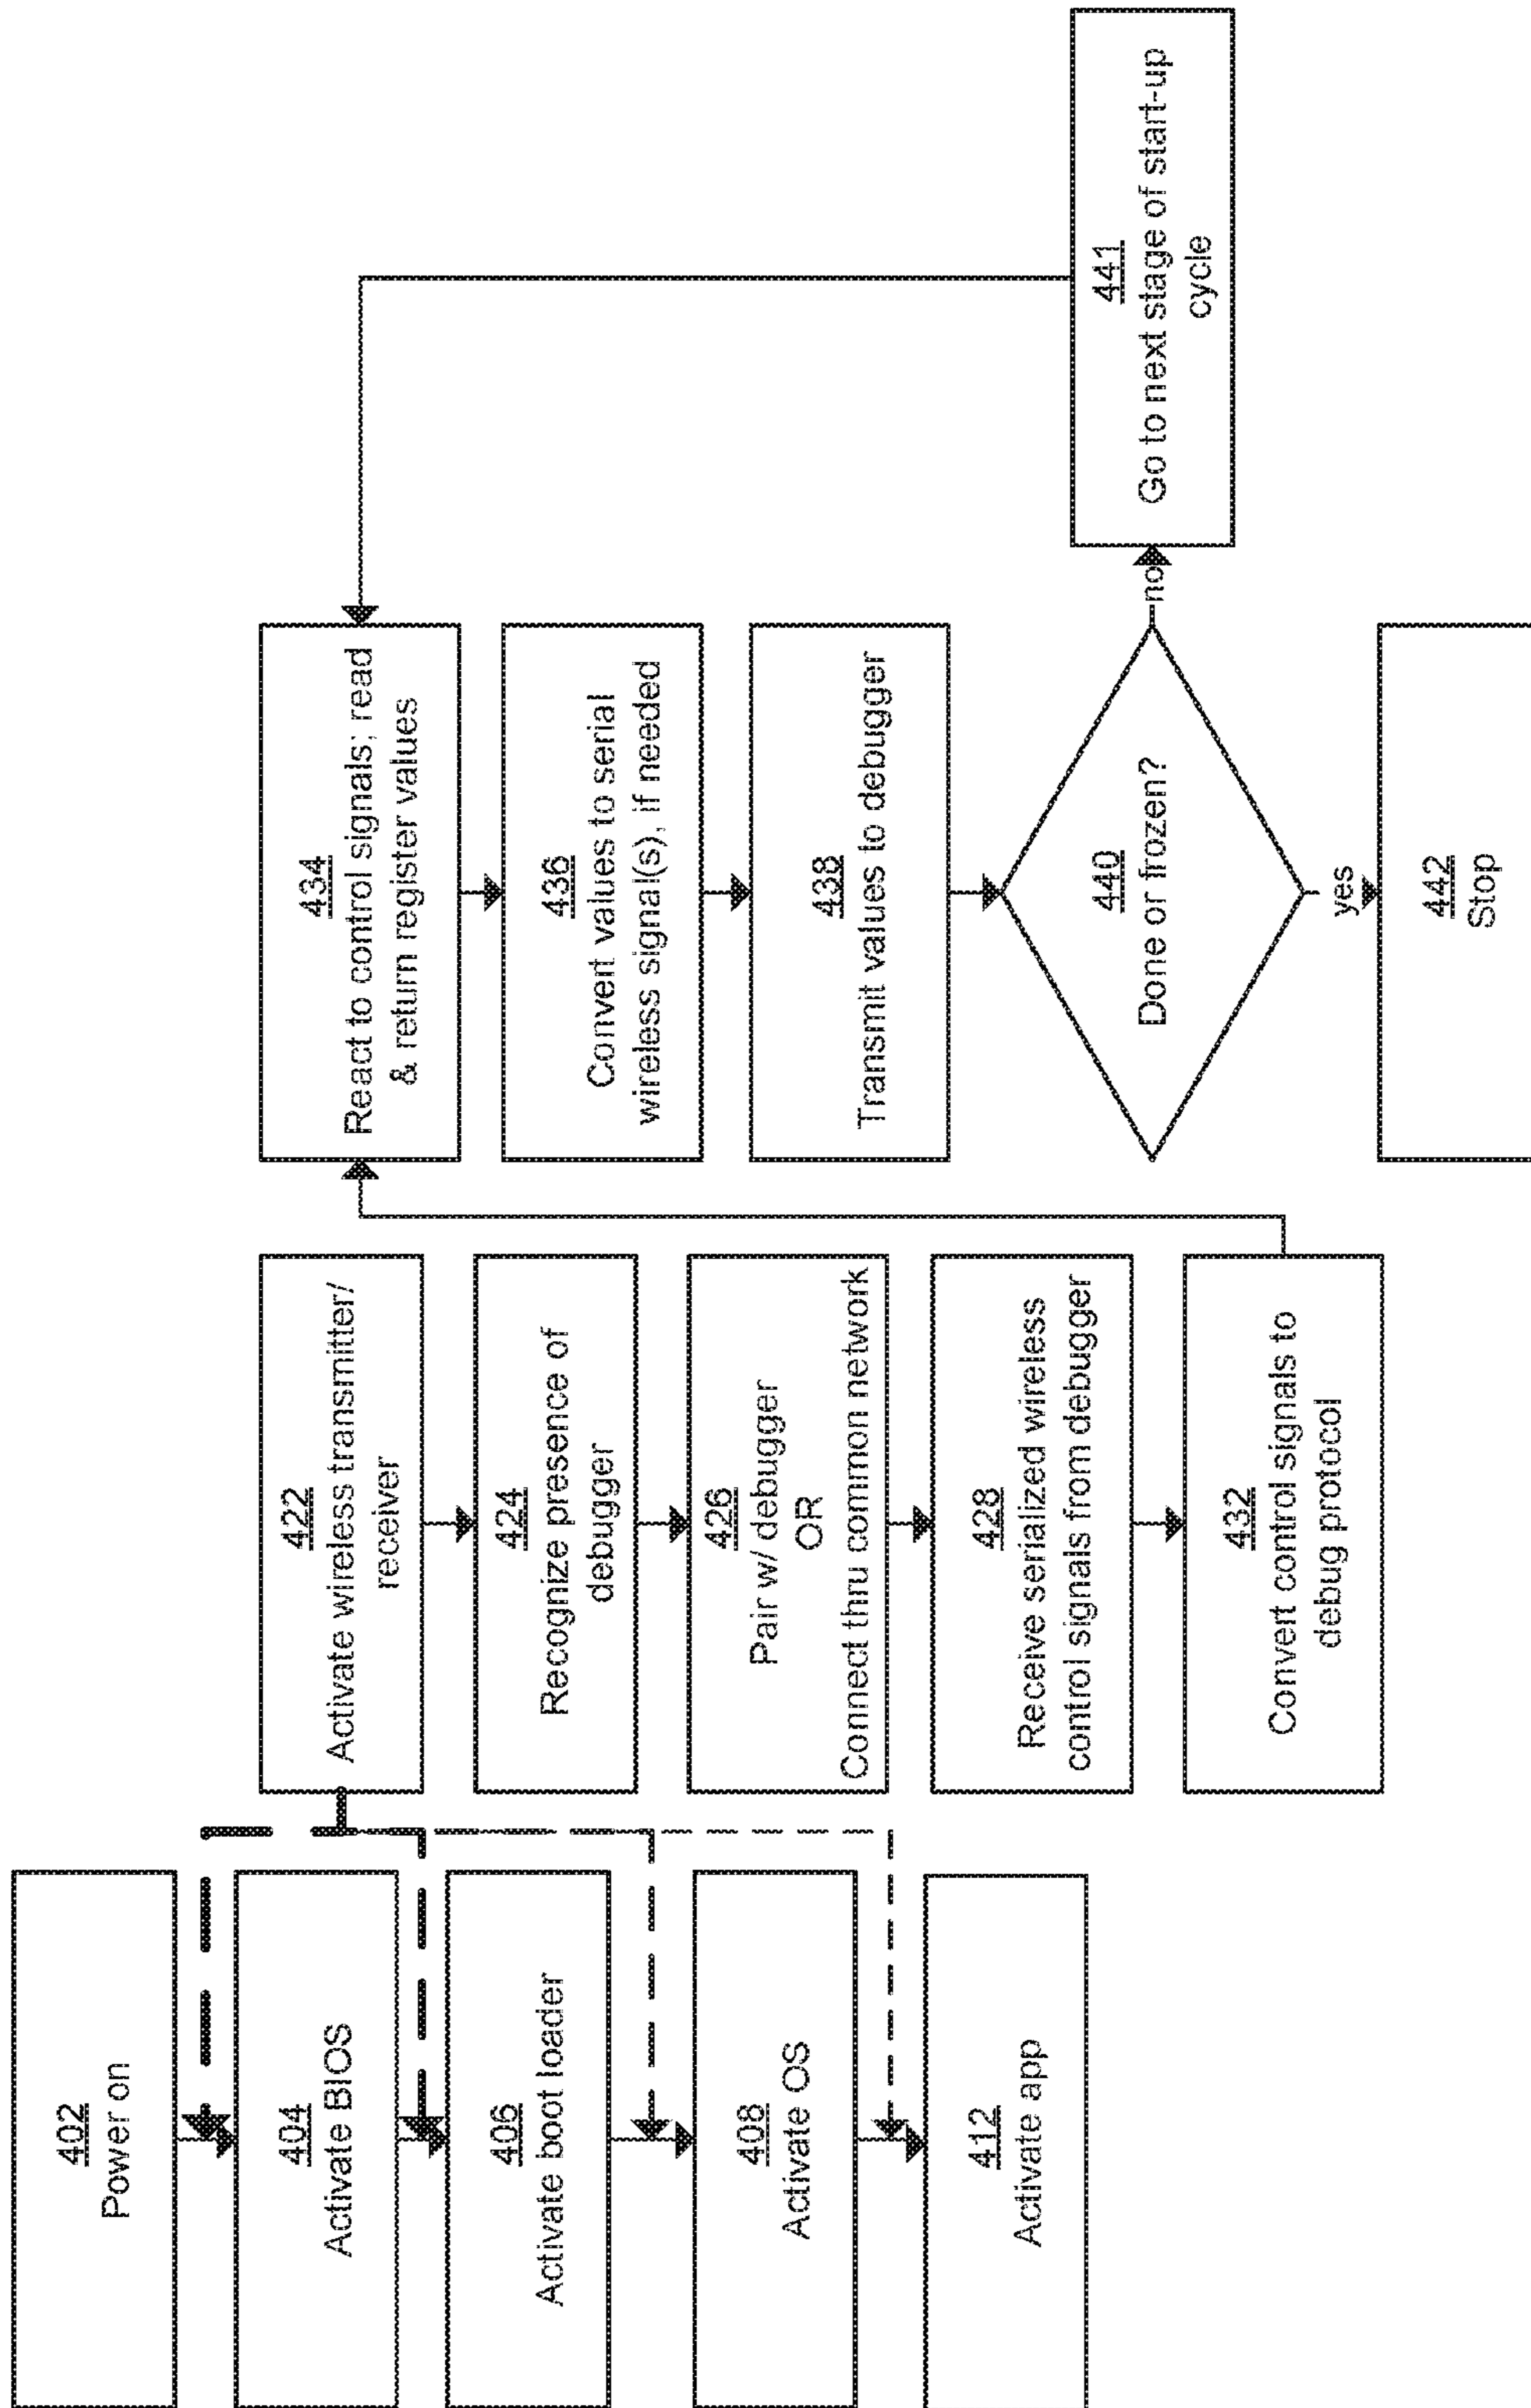 402
Power on
404
Activate BIOS
406
Activate boot loader
408
Activate OS
412
Activate app
422
Activate wireless transmitter/
receiver
424
Recognize presence of
debugger
426
Pair w/ debugger
OR
Connect thru common network
428
Receive serialized wireless
control signals from debugger
432
Convert control signals to
debug protocol
434
React to control signals; read
& return register values
436
Convert values to serial
wireless signal(s), if needed
438
Transmit values to debugger
440
Done or frozen?
no
yes
441
Go to next stage of start-up
cycle
442
Stop